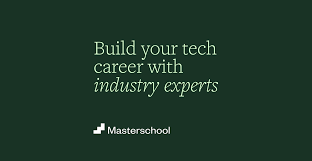 Build your tech
career with
industry experts
Masterschool